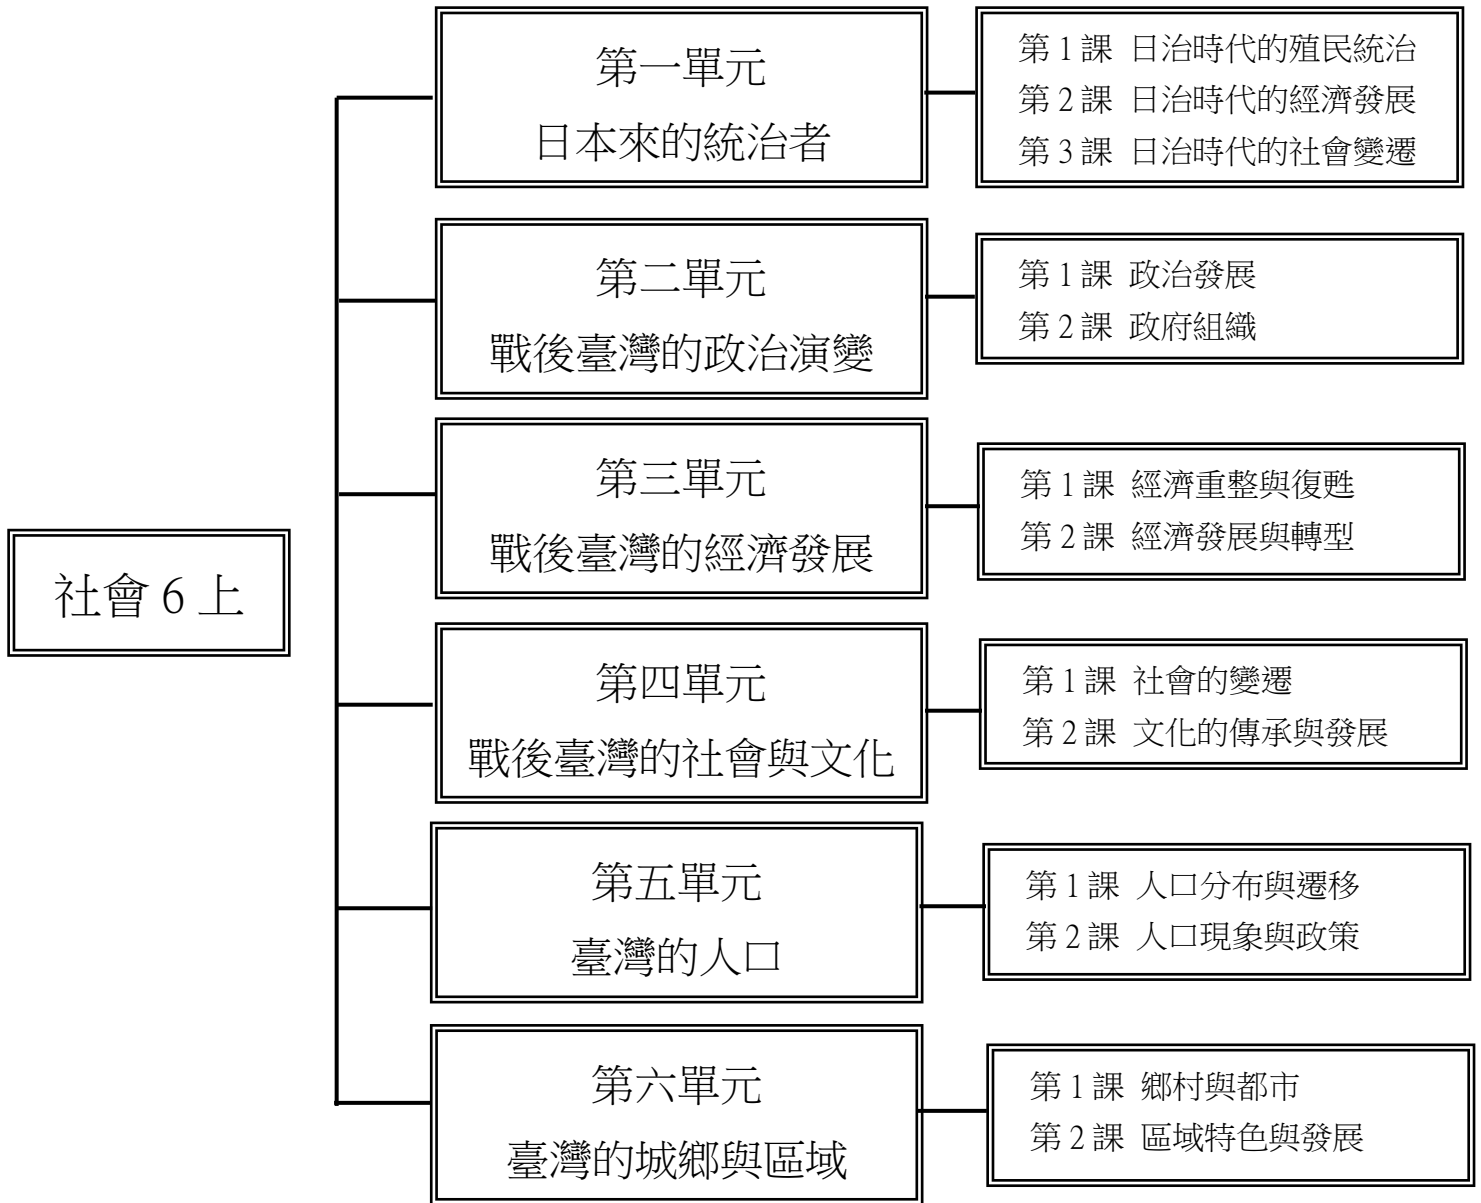 社會 6 上
第一單元
日本來的統治者
第 1 課 日治時代的殖民統治
第 2 課 日治時代的經濟發展
第 3 課 日治時代的社會變遷
第二單元
戰後臺灣的政治演變
第 1 課 政治發展
第 2 課 政府組織
第三單元
戰後臺灣的經濟發展
第 1 課 經濟重整與復甦
第 2 課 經濟發展與轉型
第四單元
戰後臺灣的社會與文化
第 1 課 社會的變遷
第 2 課 文化的傳承與發展
第五單元
臺灣的人口
第 1 課 人口分布與遷移
第 2 課 人口現象與政策
第六單元
臺灣的城鄉與區域
第 1 課 鄉村與都市
第 2 課 區域特色與發展